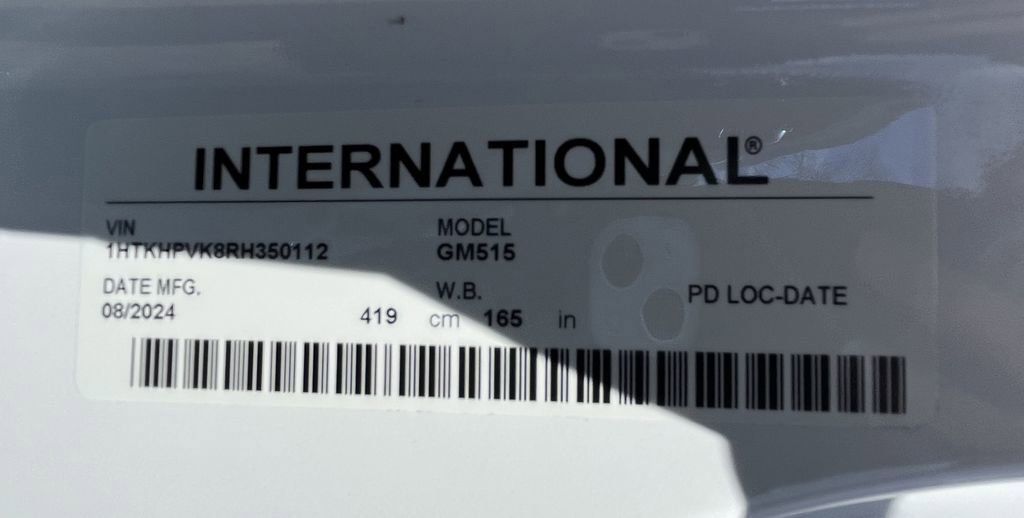 INTERNATIONAL®
VIN MODEL
1HTKHPVK8RH350112 GM515
DATE MFG. W.B. PD LOC-DATE
08/2024 419 cm 165 in